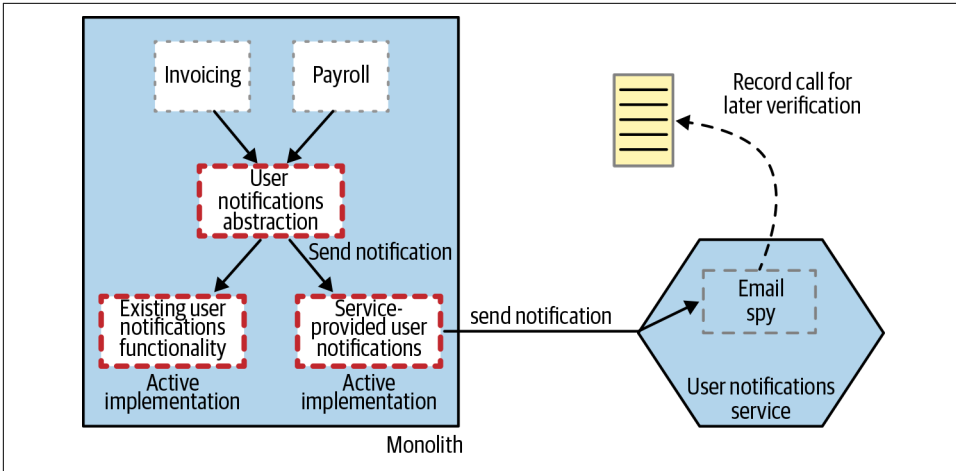 Invoicing
Payroll
User
notifications
abstraction
Send notification
Existing user
notifications
functionality
Service-
provided user
notifications
Active
implementation
Active
implementation
Monolith
send notification
Record call for
later verification
Email
spy
User notifications
service